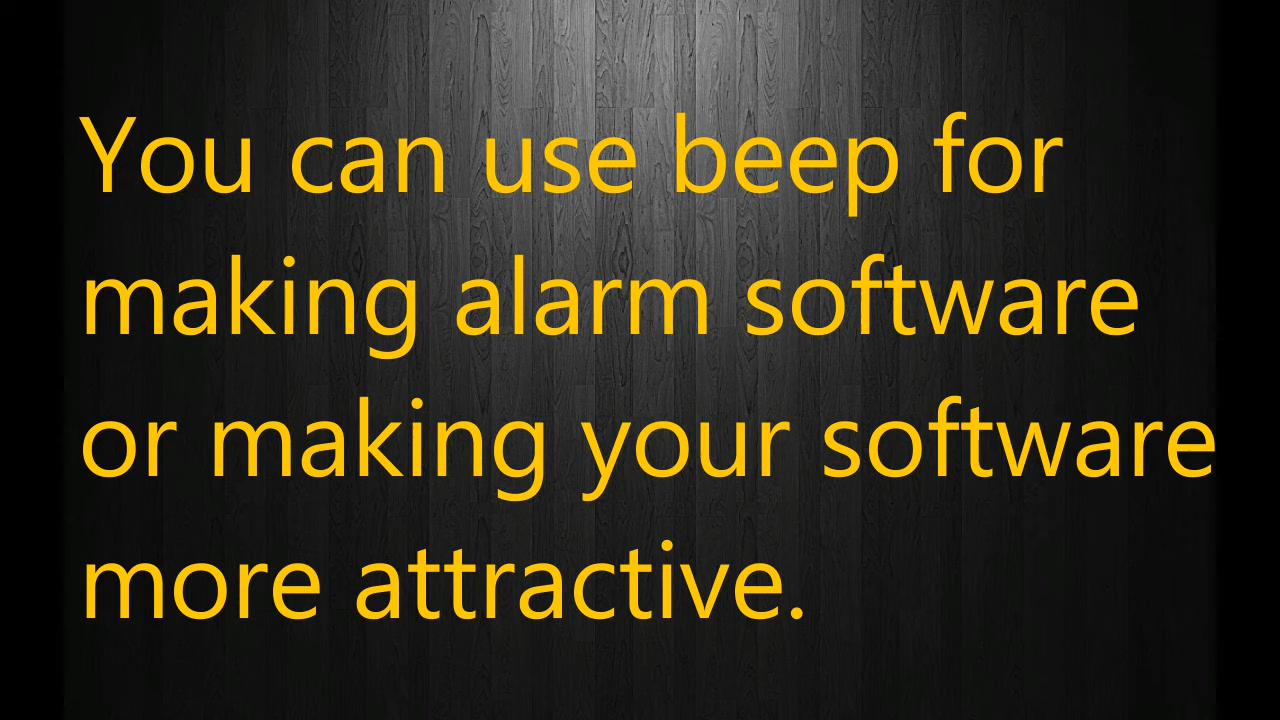 You can use beep for
making alarm software
or making your software
more attractive.